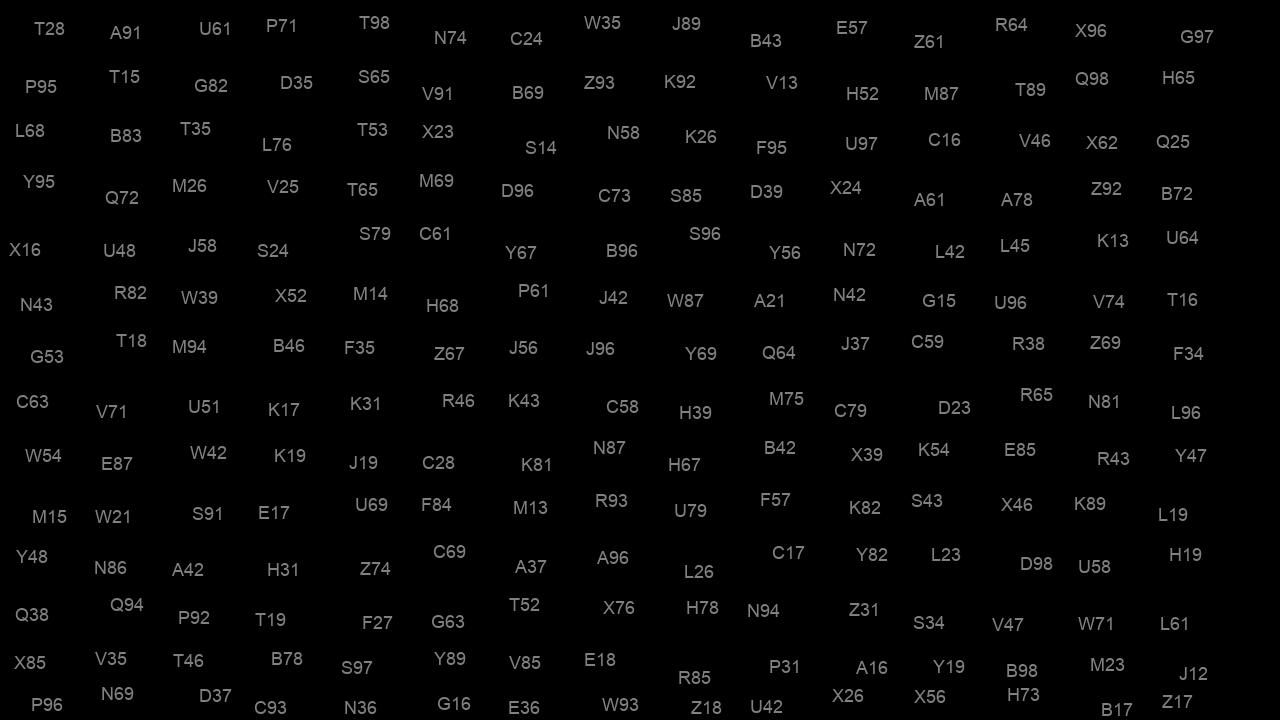 T28 A91 U61 P71 T98 N74 C24 W35 J89 B43 E57 Z61 R64 X96 G97
P95 T15 G82 D35 S65 V91 B69 Z93 K92 V13 H52 M87 T89 Q98 H65
L68 B83 T35 L76 T53 X23 S14 N58 K26 F95 U97 C16 V46 X62 Q25
Y95 Q72 M26 V25 T65 M69 D96 C73 S85 D39 X24 A61 A78 Z92 B72
X16 U48 J58 S24 S79 C61 Y67 B96 S96 Y56 N72 L42 L45 K13 U64
N43 R82 W39 X52 M14 H68 P61 J42 W87 A21 N42 G15 U96 V74 T16
G53 T18 M94 B46 F35 Z67 J56 J96 Y69 Q64 J37 C59 R38 Z69 F34
C63 V71 U51 K17 K31 R46 K43 C58 H39 M75 C79 D23 R65 N81 L96
W54 E87 W42 K19 J19 C28 K81 N87 H67 B42 X39 K54 E85 R43 Y47
M15 W21 S91 E17 U69 F84 M13 R93 U79 F57 K82 S43 X46 K89 L19
Y48 N86 A42 H31 Z74 C69 A37 A96 L26 C17 Y82 L23 D98 U58 H19
Q38 Q94 P92 T19 F27 G63 T52 X76 H78 N94 Z31 S34 V47 W71 L61
X85 V35 T46 B78 S97 Y89 V85 E18 R85 P31 A16 Y19 B98 M23 J12
P96 N69 D37 C93 N36 G16 E36 W93 Z18 U42 X26 X56 H73 B17 Z17